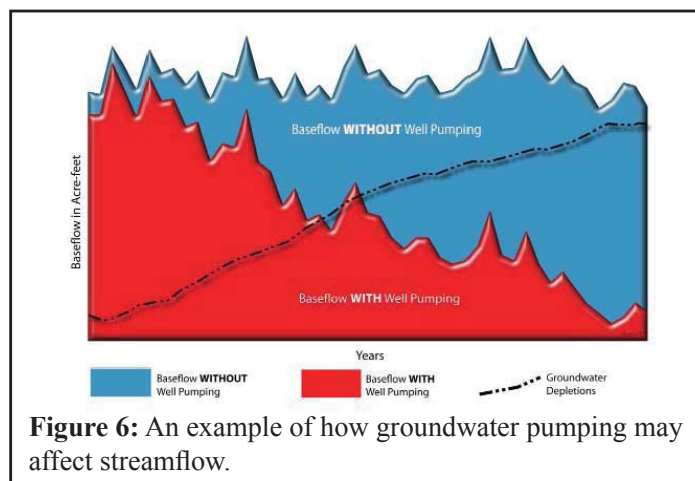 Baseflow WITHOUT Well Pumping
Baseflow in Acre-feet
Baseflow WITH Well Pumping
Years
Baseflow WITHOUT
Well Pumping
Baseflow WITH
Well Pumping
Groundwater
Depletions
Figure 6: An example of how groundwater pumping may
affect streamflow.